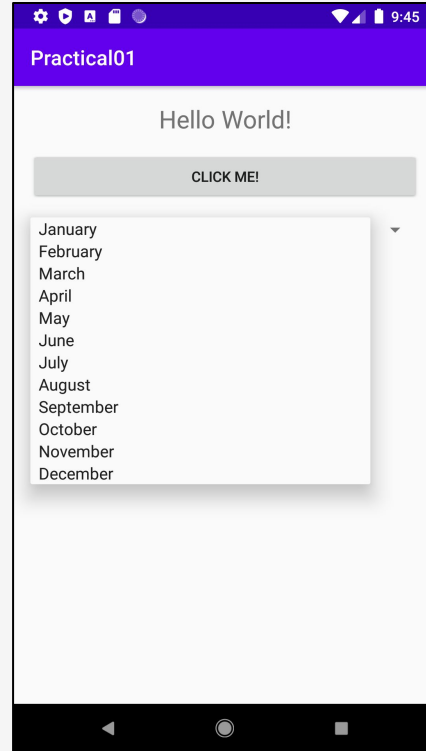 9:45
Practical01
Hello World!
CLICK ME!
January
February
March
April
May
June
July
August
September
October
November
December